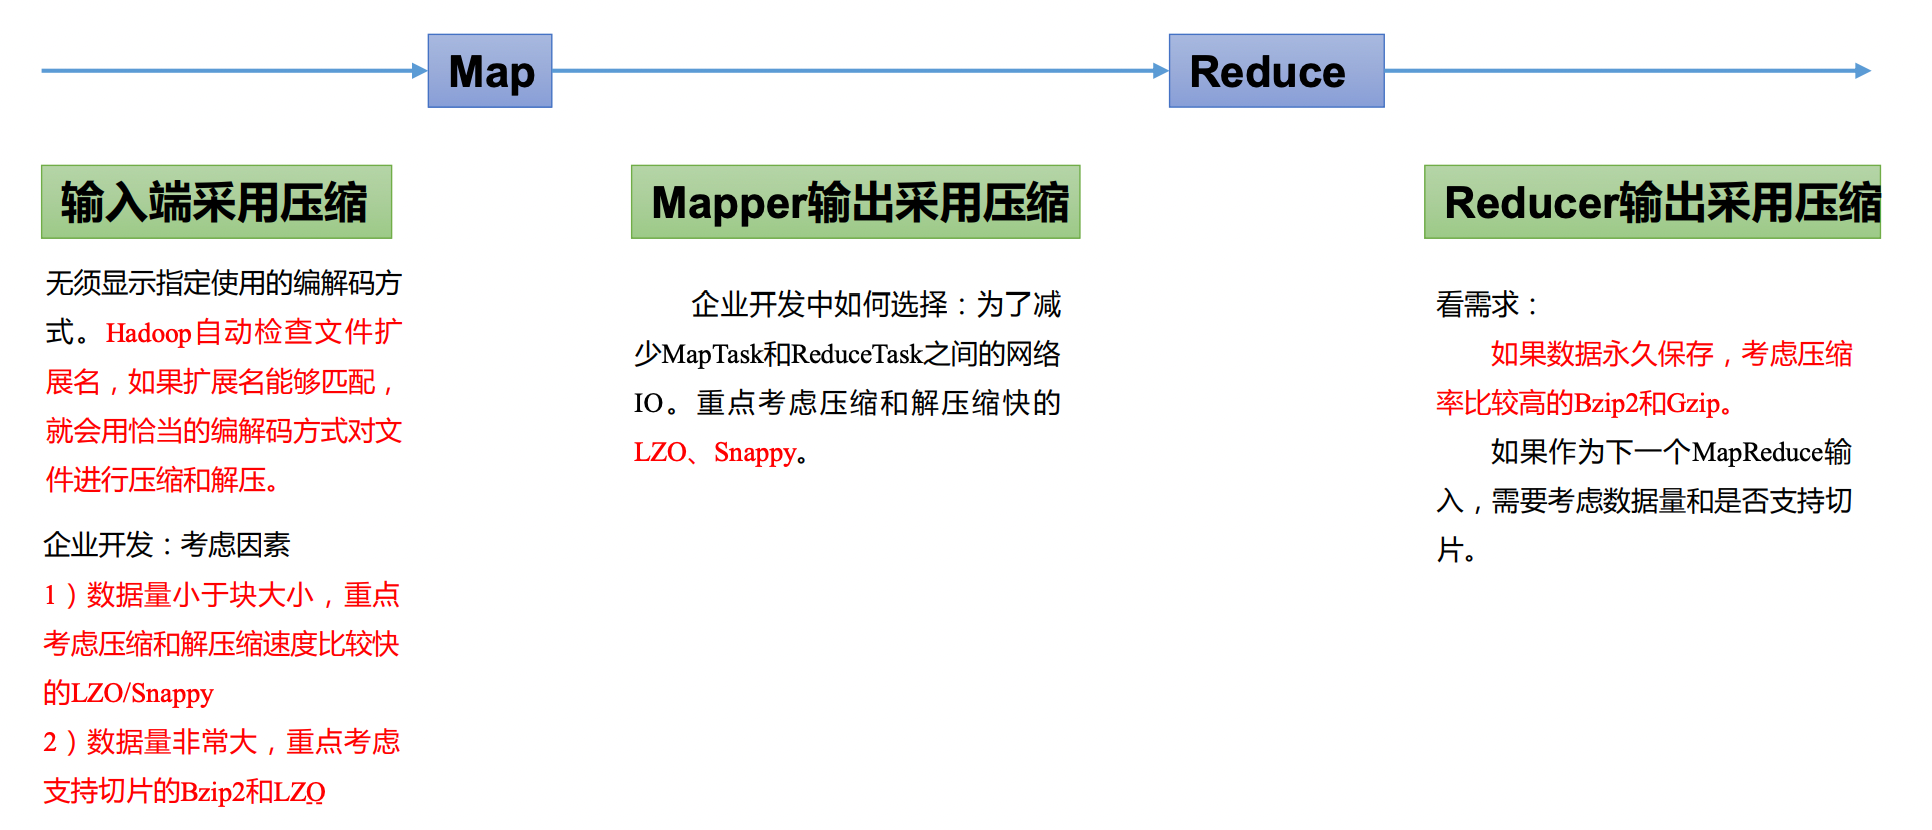 Map
Reduce
输入端采用压缩
无须显示指定使用的编解码方
式。Hadoop自动检查文件扩
展名，如果扩展名能够匹配，
就会用恰当的编解码方式对文
件进行压缩和解压。
企业开发：考虑因素
1）数据量小于块大小，重点
考虑压缩和解压缩速度比较快
的LZO/Snappy
2）数据量非常大，重点考虑
支持切片的Bzip2和LZO
Mapper输出采用压缩
企业开发中如何选择：为了减
少MapTask和ReduceTask之间的网络
IO。重点考虑压缩和解压缩快的
LZO、Snappy。
Reducer输出采用压缩
看需求：
如果数据永久保存，考虑压缩
率比较高的Bzip2和Gzip。
如果作为下一个MapReduce输
入，需要考虑数据量和是否支持切
片。